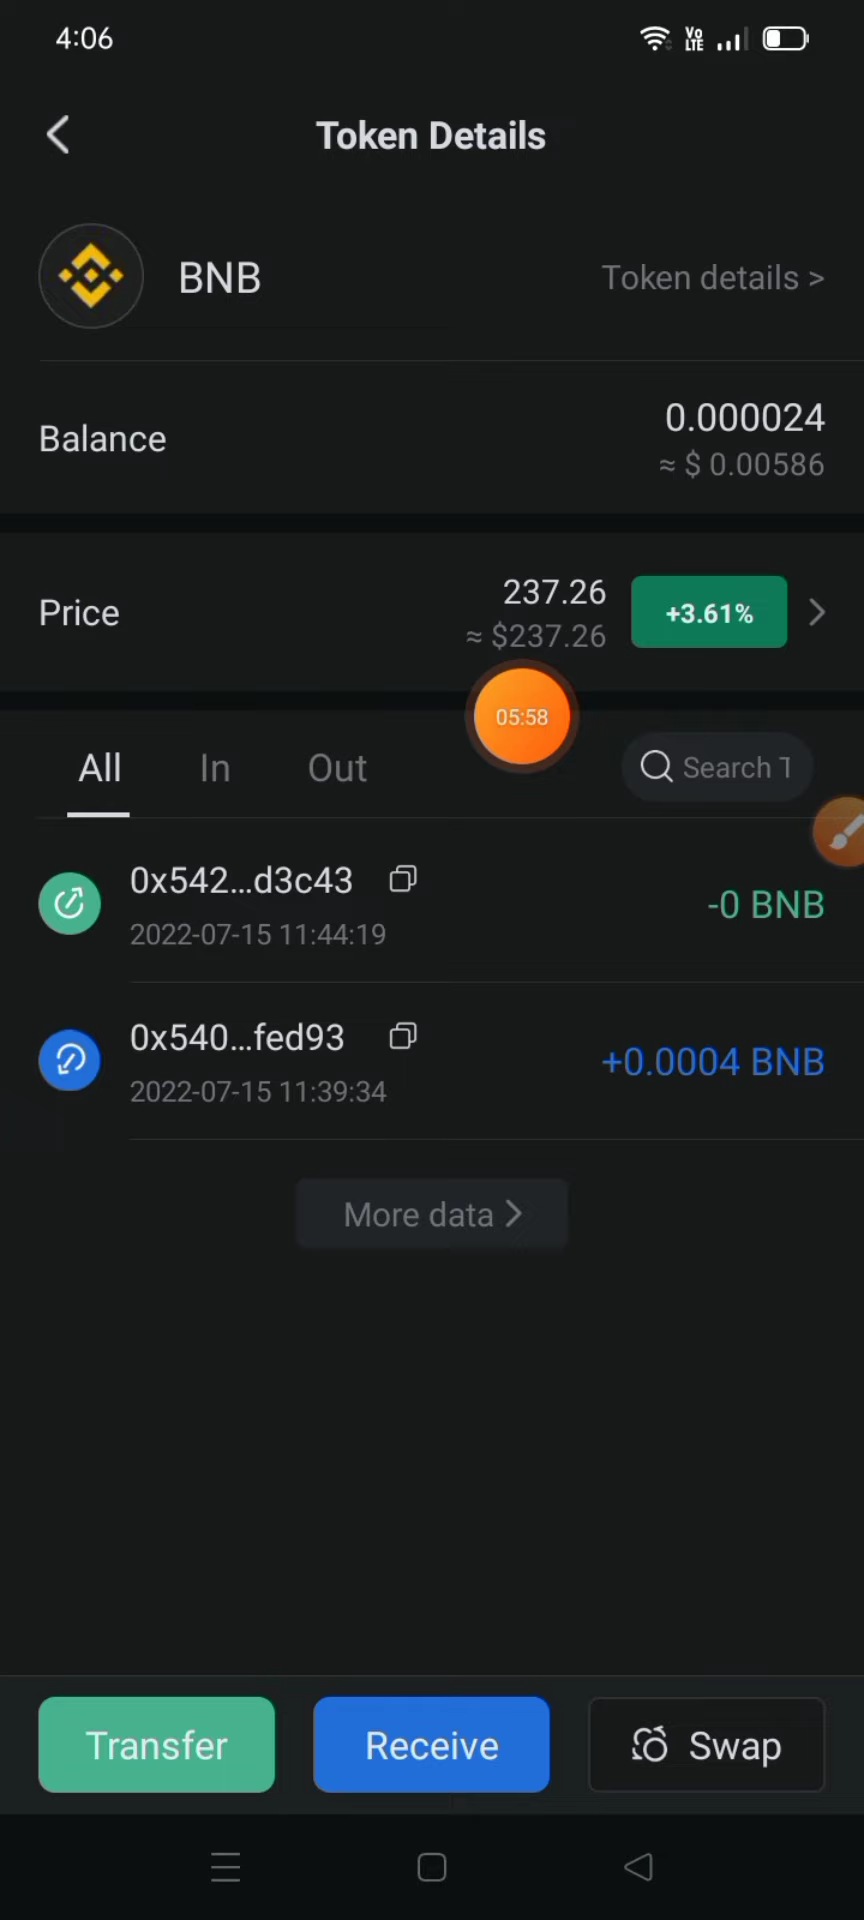 4:06
Vo
LTE
Token Details
BNB
Token details >
Balance
0.000024
≈ $ 0.00586
Price
237.26
≈ $237.26
+3.61%
05:58
All
In
Out
Search T
0x542...d3c43
2022-07-15 11:44:19
-0 BNB
0x540...fed93
2022-07-15 11:39:34
+0.0004 BNB
More data >
Transfer
Receive
Swap